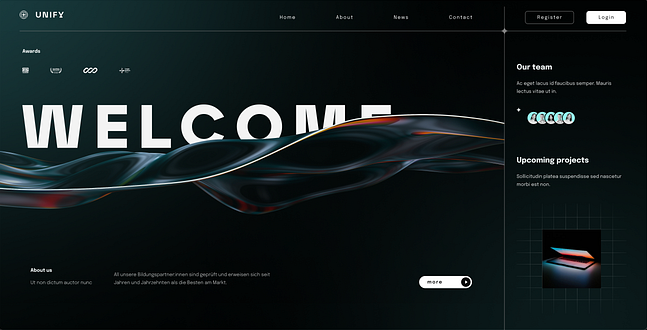 UNIFY
Home
About
News
Contact
Register
Login
Awards
WELCOME
Our team
Ac eget lacus id faucibus semper. Mauris
lectus vitae ut in.
Upcoming projects
Sollicitudin platea suspendisse sed nascetur
morbi est non.
About us
Ut non dictum auctor nunc
All unsere Bildungspartner:innen sind geprüft und erweisen sich seit
Jahren und Jahrzehnten als die Besten am Markt.
more